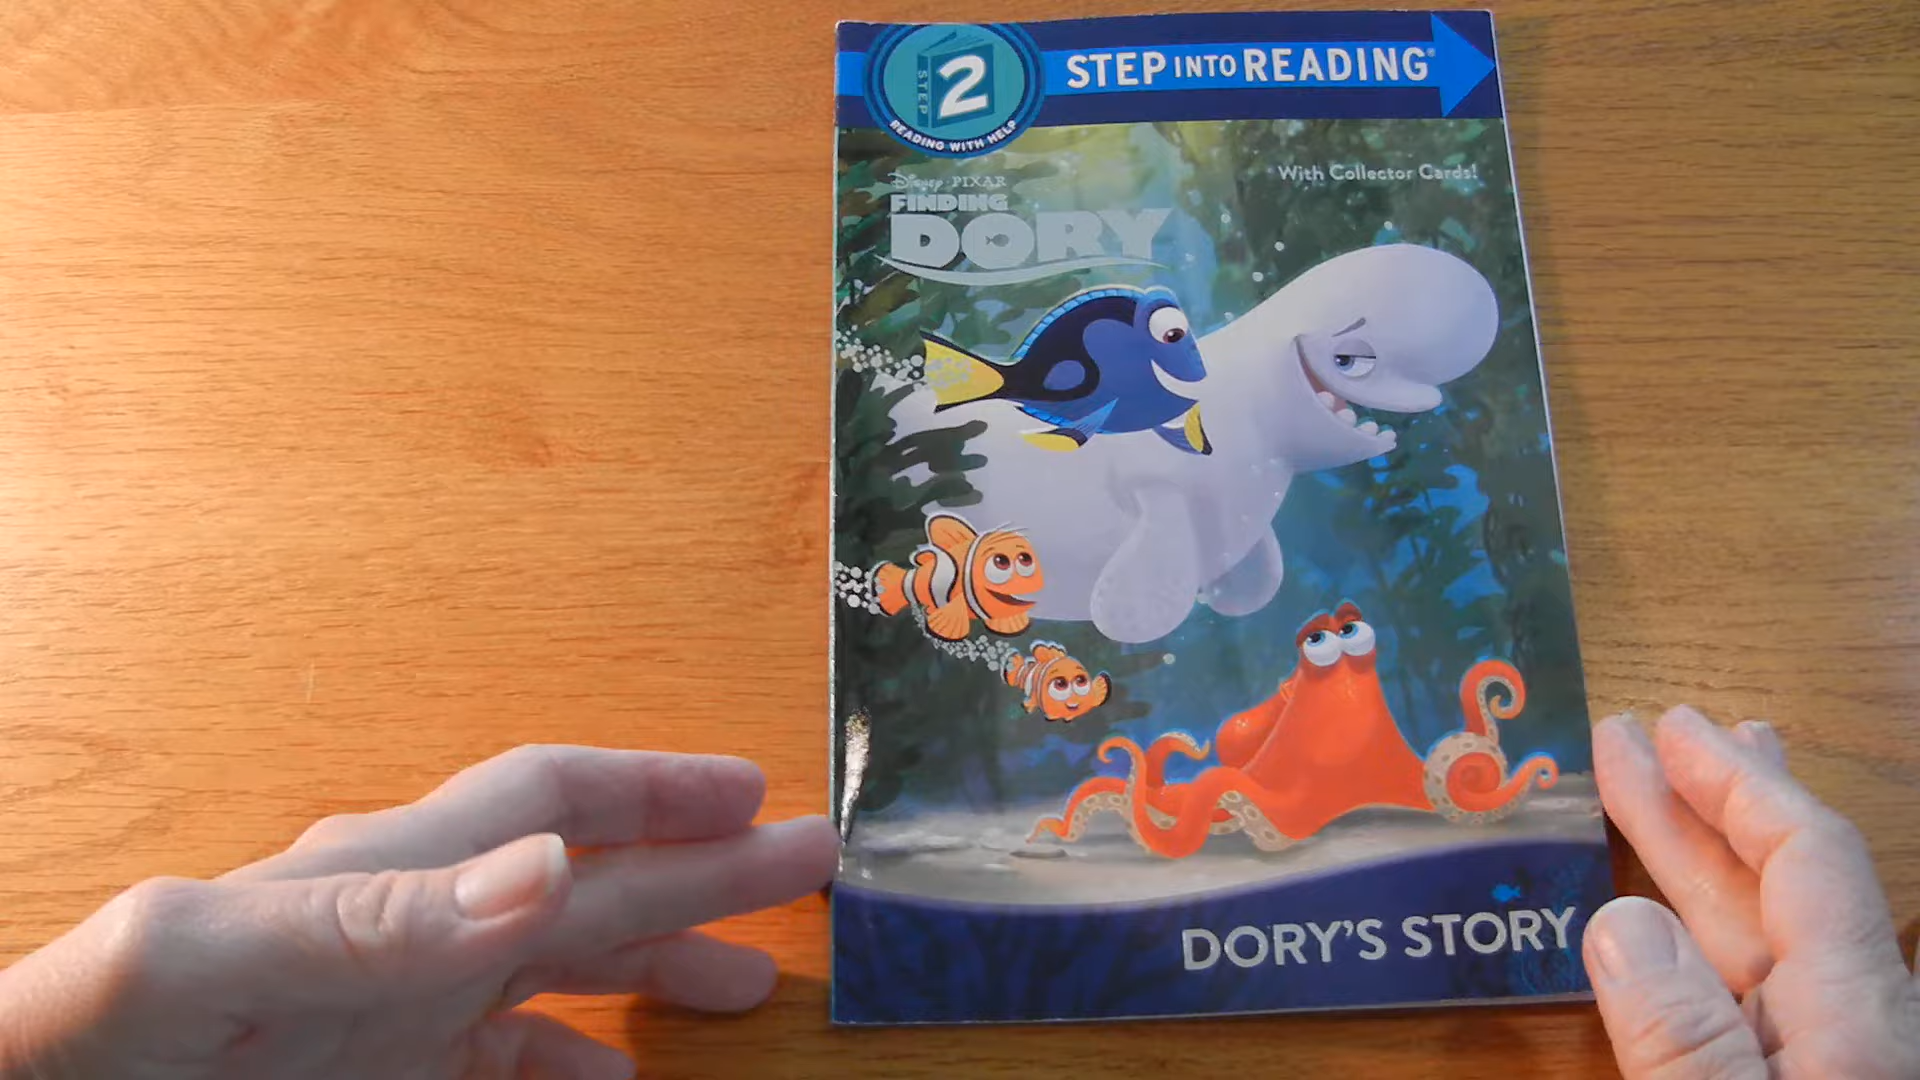 STEP 2
READING WITH HELP
STEP INTO READING®
With Collector Cards!
Disney · PIXAR
FINDING
DORY
DORY'S STORY